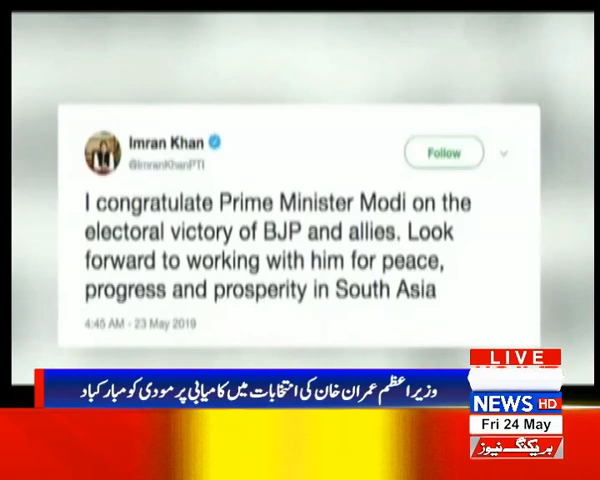 Imran Khan
@ImranKhanPTI
Follow
I congratulate Prime Minister Modi on the
electoral victory of BJP and allies. Look
forward to working with him for peace,
progress and prosperity in South Asia
4:45 AM - 23 May 2019
LIVE
وزیراعظم عمران خان کی انتخابات میں کامیابی پر مودی کو مبارکباد
NEWS HD
Fri 24 May
بریکنگ نیوز